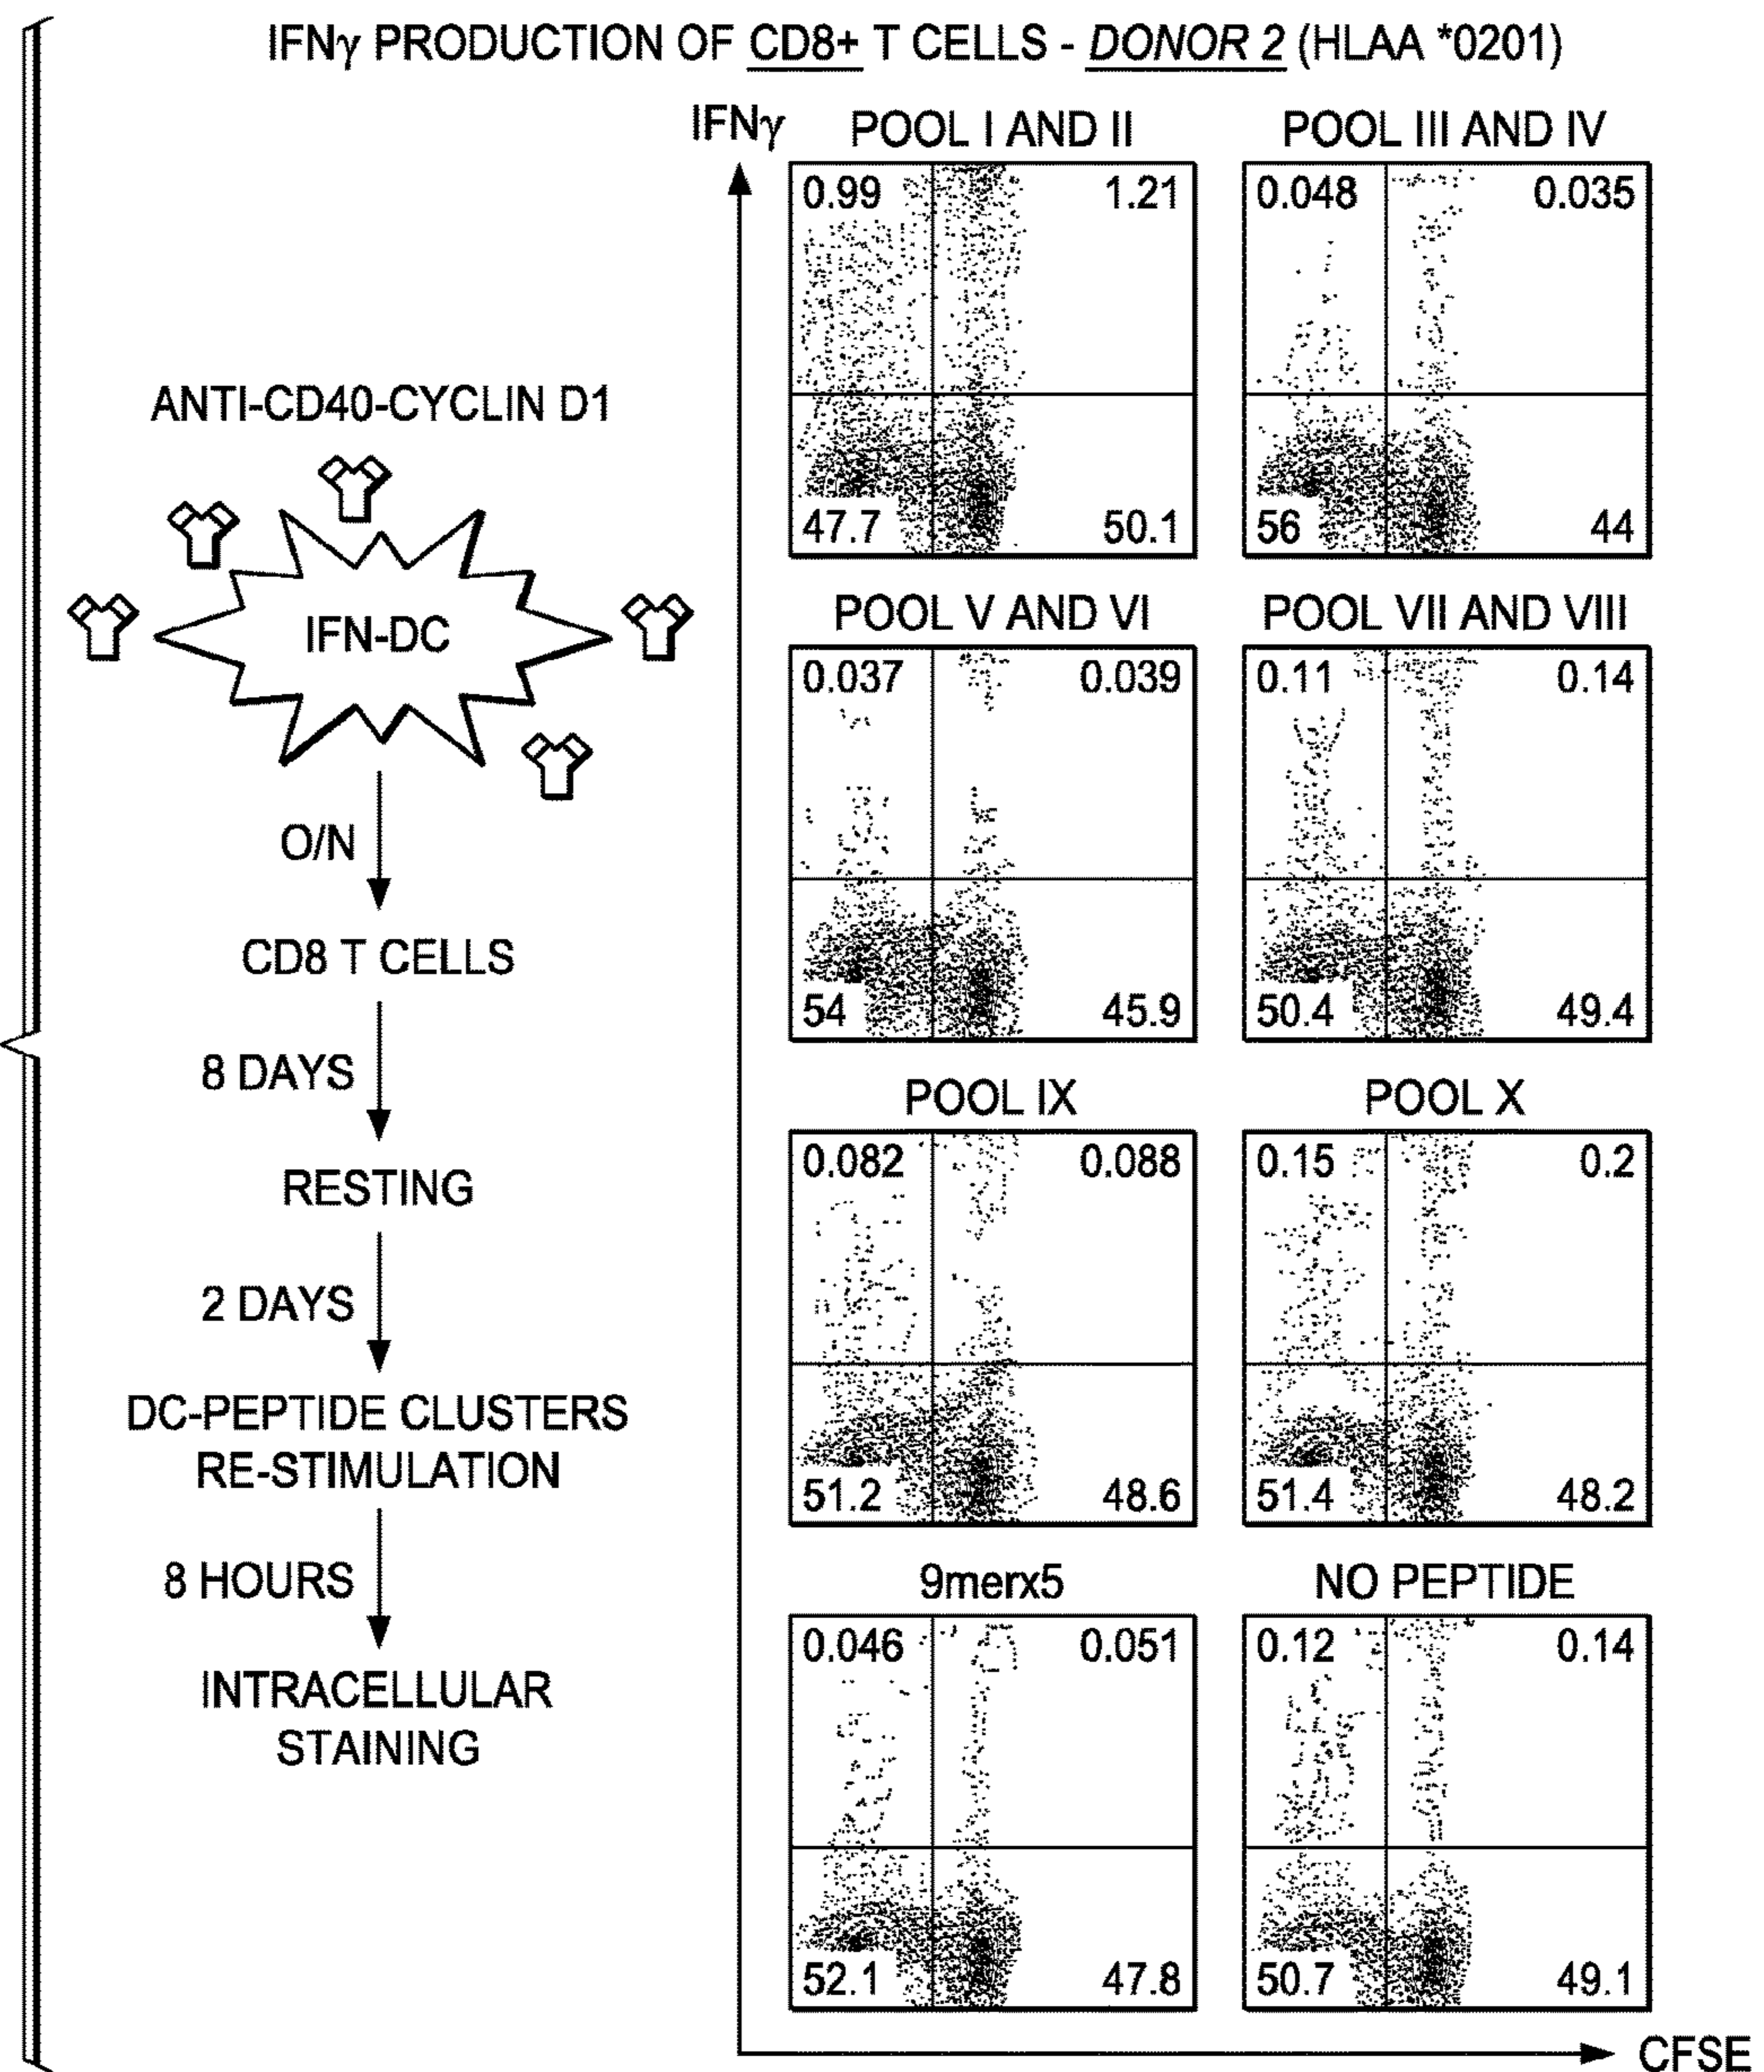 IFNγ PRODUCTION OF CD8+ T CELLS - DONOR 2 (HLAA *0201)
ANTI-CD40-CYCLIN D1
IFN-DC
O/N
CD8 T CELLS
8 DAYS
RESTING
2 DAYS
DC-PEPTIDE CLUSTERS
RE-STIMULATION
8 HOURS
INTRACELLULAR
STAINING
IFNγ
POOL I AND II
0.99 1.21
47.7 50.1
POOL III AND IV
0.048 0.035
56 44
POOL V AND VI
0.037 0.039
54 45.9
POOL VII AND VIII
0.11 0.14
50.4 49.4
POOL IX
0.082 0.088
51.2 48.6
POOL X
0.15 0.2
51.4 48.2
9merx5
0.046 0.051
52.1 47.8
NO PEPTIDE
0.12 0.14
50.7 49.1
CFSE